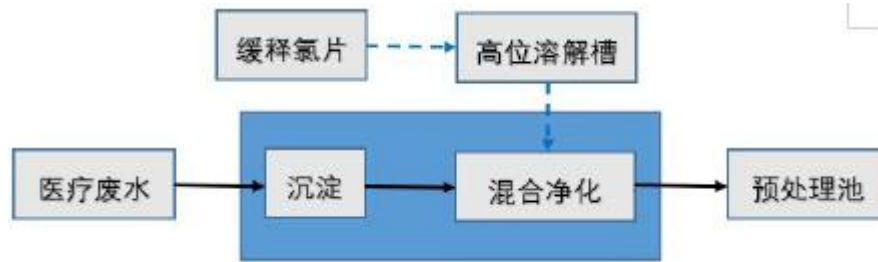 缓释氯片
高位溶解槽
医疗废水
沉淀
混合净化
预处理池